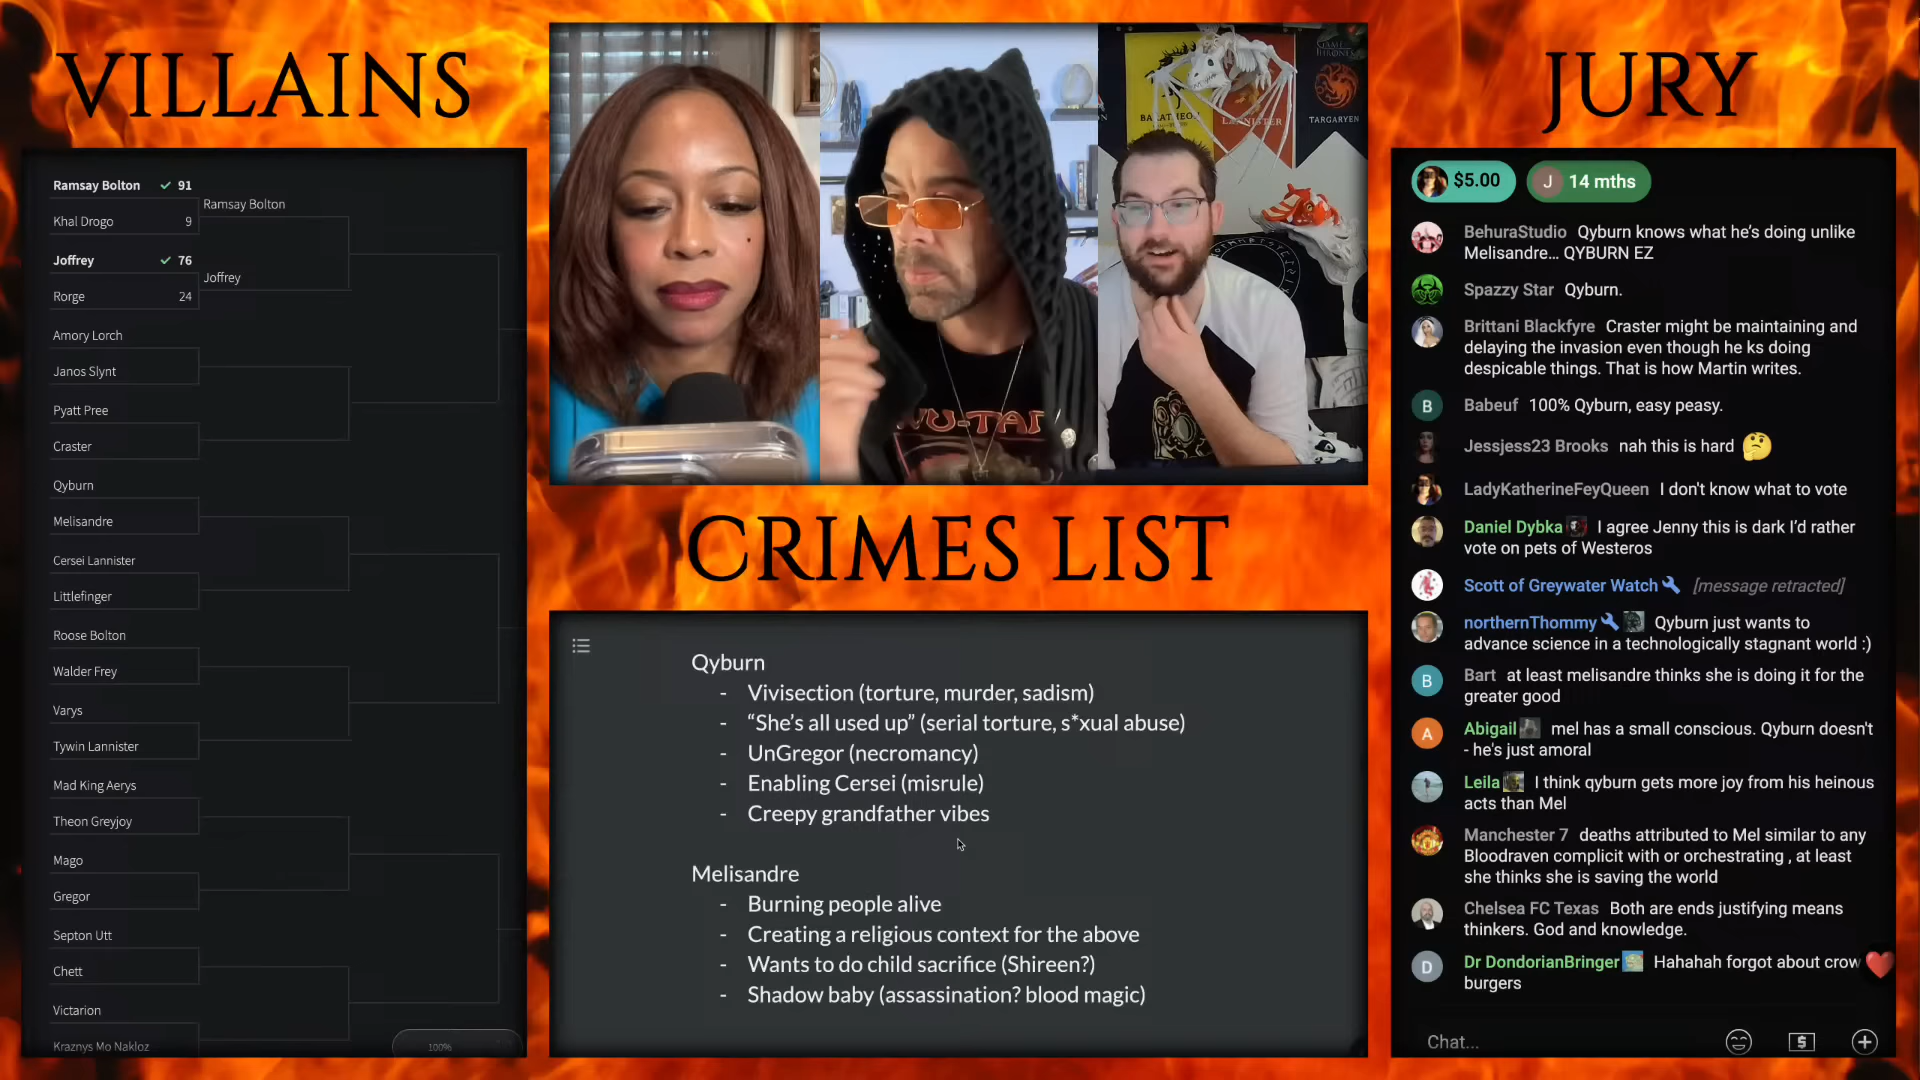 VILLAINS
Ramsay Bolton 91
Khal Drogo 9
Ramsay Bolton
Joffrey 76
Rorge 24
Joffrey
Amory Lorch
Janos Slynt
Pyatt Pree
Craster
Qyburn
Melisandre
Cersei Lannister
Littlefinger
Roose Bolton
Walder Frey
Varys
Tywin Lannister
Mad King Aerys
Theon Greyjoy
Mago
Gregor
Septon Utt
Chett
Victarion
Kraznys Mo Nakloz
100%
GAME
THRONES
BARATHEON
LANNISTER
TARGARYEN
WU-TAN
CRIMES LIST
Qyburn
- Vivisection (torture, murder, sadism)
- “She’s all used up” (serial torture, s*xual abuse)
- UnGregor (necromancy)
- Enabling Cersei (misrule)
- Creepy grandfather vibes
Melisandre
- Burning people alive
- Creating a religious context for the above
- Wants to do child sacrifice (Shireen?)
- Shadow baby (assassination? blood magic)
JURY
$5.00
J 14 mths
BehuraStudio Qyburn knows what he’s doing unlike
Melisandre... QYBURN EZ
Spazzy Star Qyburn.
Brittani Blackfyre Craster might be maintaining and
delaying the invasion even though he ks doing
despicable things. That is how Martin writes.
B Babeuf 100% Qyburn, easy peasy.
Jessjess23 Brooks nah this is hard 🤔
LadyKatherineFeyQueen I don't know what to vote
Daniel Dybka I agree Jenny this is dark I’d rather
vote on pets of Westeros
Scott of Greywater Watch [message retracted]
northernThommy Qyburn just wants to
advance science in a technologically stagnant world :)
B Bart at least melisandre thinks she is doing it for the
greater good
A Abigail mel has a small conscious. Qyburn doesn't
- he's just amoral
Leila I think qyburn gets more joy from his heinous
acts than Mel
Manchester 7 deaths attributed to Mel similar to any
Bloodraven complicit with or orchestrating , at least
she thinks she is saving the world
Chelsea FC Texas Both are ends justifying means
thinkers. God and knowledge.
D Dr DondorianBringer Hahahah forgot about crow
burgers
Chat...